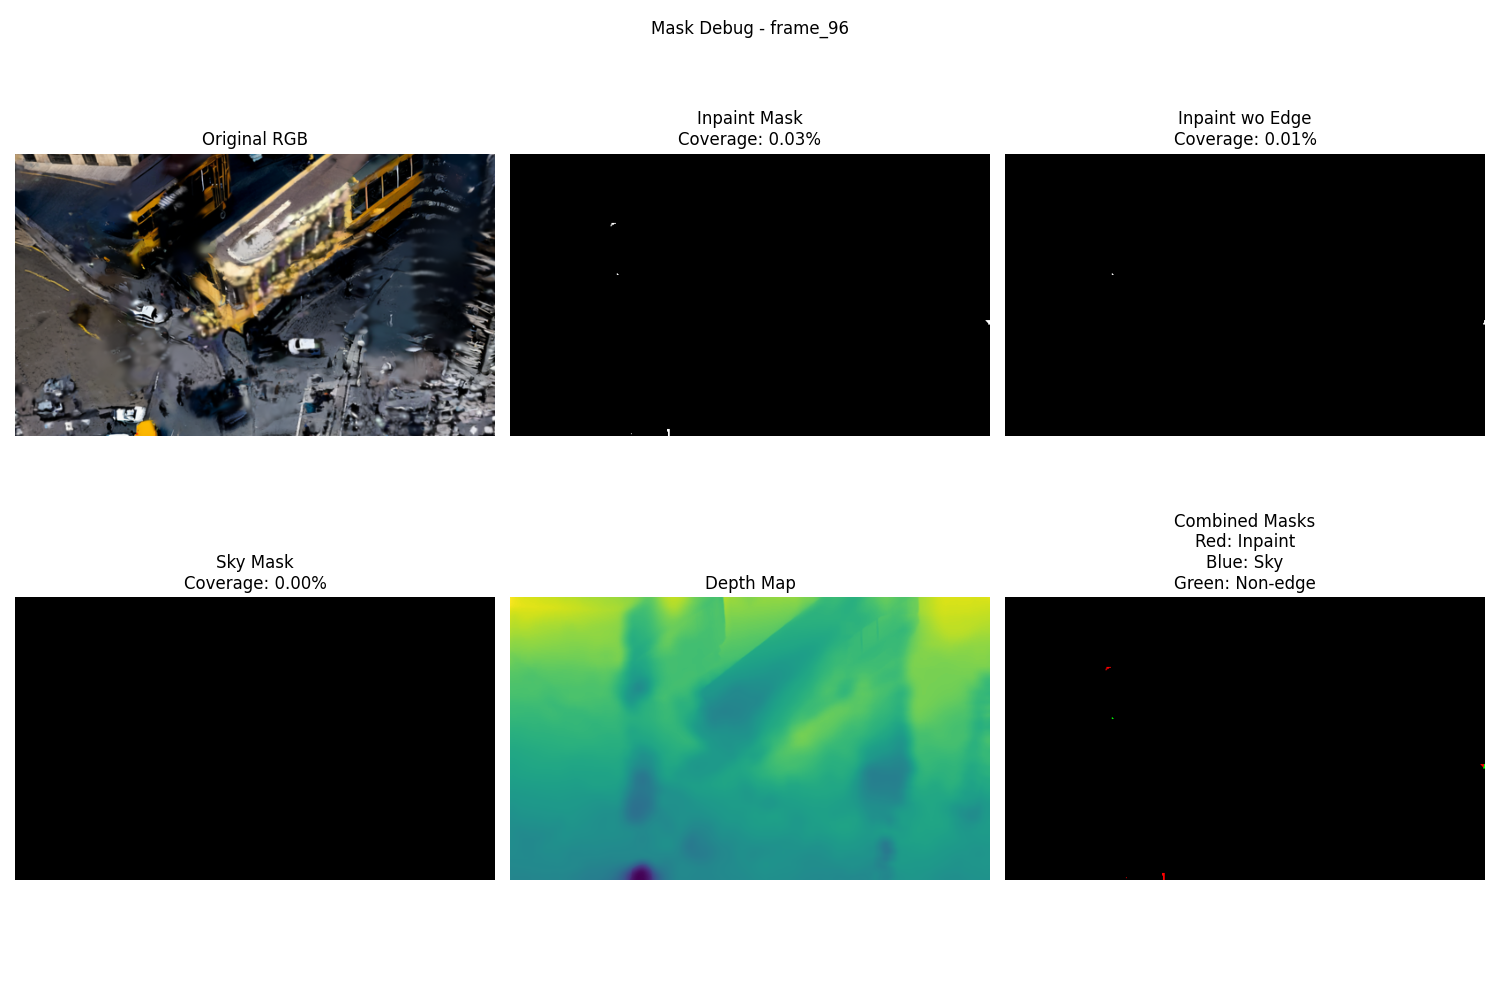 Mask Debug - frame_96
Original RGB
Inpaint Mask
Coverage: 0.03%
Inpaint wo Edge
Coverage: 0.01%
Sky Mask
Coverage: 0.00%
Depth Map
Combined Masks
Red: Inpaint
Blue: Sky
Green: Non-edge